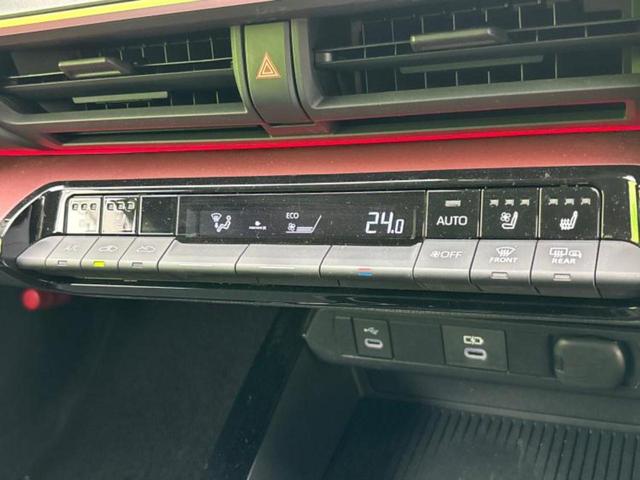 ECO
24.0
AUTO
A/C
OFF
FRONT
REAR